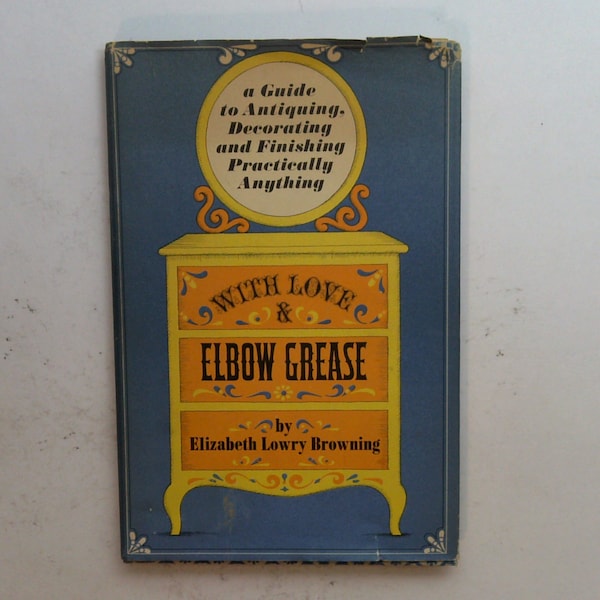 a Guide
to Antiquing,
Decorating
and Finishing
Practically
Anything
WITH LOVE
&
ELBOW GREASE
by
Elizabeth Lowry Browning